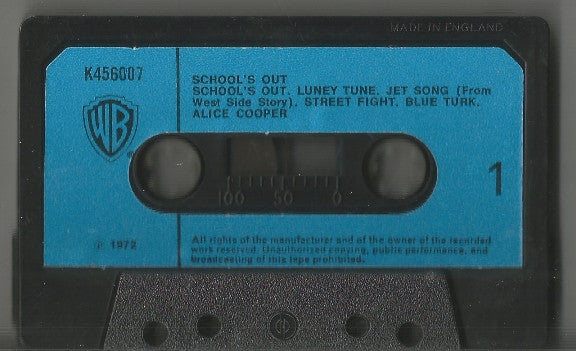 MADE IN ENGLAND
K456007
SCHOOL'S OUT
SCHOOL'S OUT. LUNEY TUNE. JET SONG (From
West Side Story). STREET FIGHT. BLUE TURK.
ALICE COOPER
WB
100 50 0
1
℗ 1972
All rights of the manufacturer and of the owner of the recorded
work reserved. Unauthorized copying, public performance, and
broadcasting of this tape prohibited.